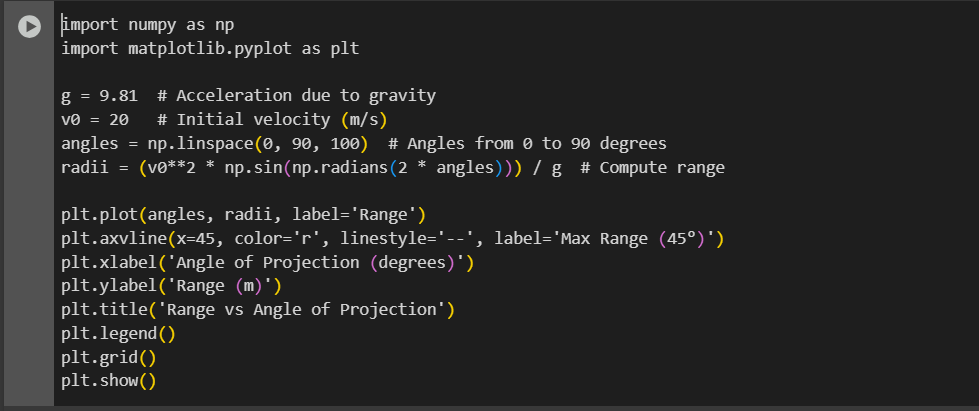 import numpy as np
import matplotlib.pyplot as plt

g = 9.81  # Acceleration due to gravity
v0 = 20   # Initial velocity (m/s)
angles = np.linspace(0, 90, 100)  # Angles from 0 to 90 degrees
radii = (v0**2 * np.sin(np.radians(2 * angles))) / g  # Compute range

plt.plot(angles, radii, label='Range')
plt.axvline(x=45, color='r', linestyle='--', label='Max Range (45°)')
plt.xlabel('Angle of Projection (degrees)')
plt.ylabel('Range (m)')
plt.title('Range vs Angle of Projection')
plt.legend()
plt.grid()
plt.show()